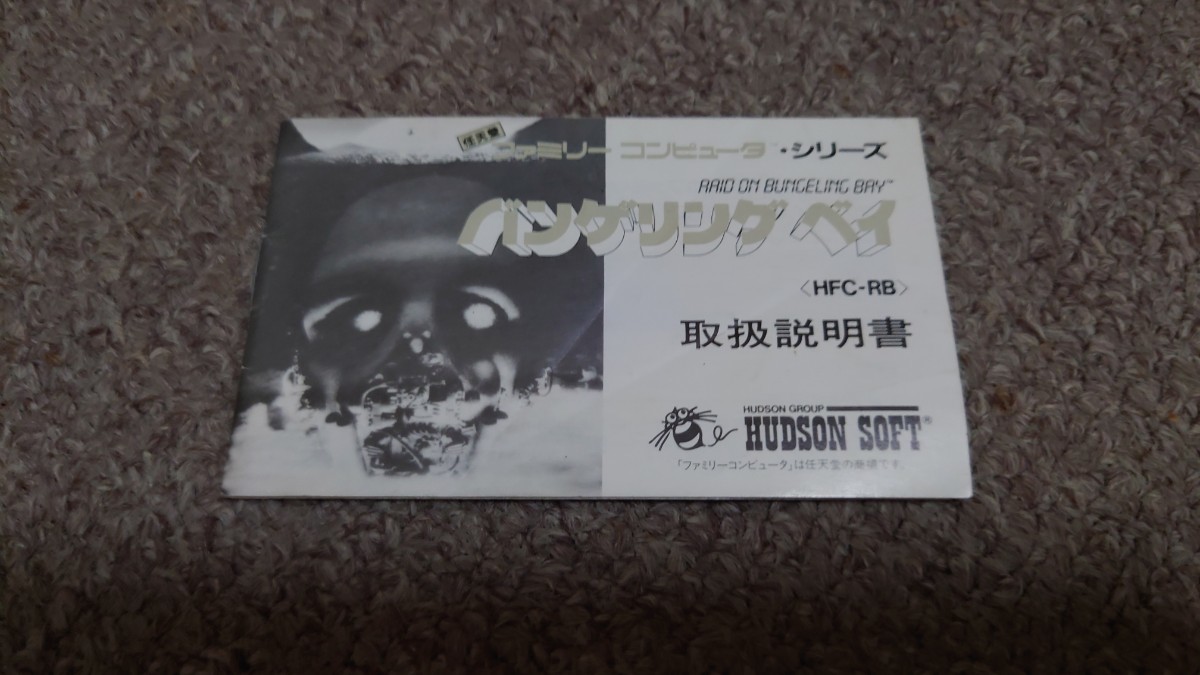 任天堂
ファミリー コンピュータ™・シリーズ
RAID ON BUNGELING BAY™
バンゲリング ベイ
〈HFC-RB〉
取扱説明書
HUDSON GROUP
HUDSON SOFT®
「ファミリーコンピュータ」は任天堂の商標です。